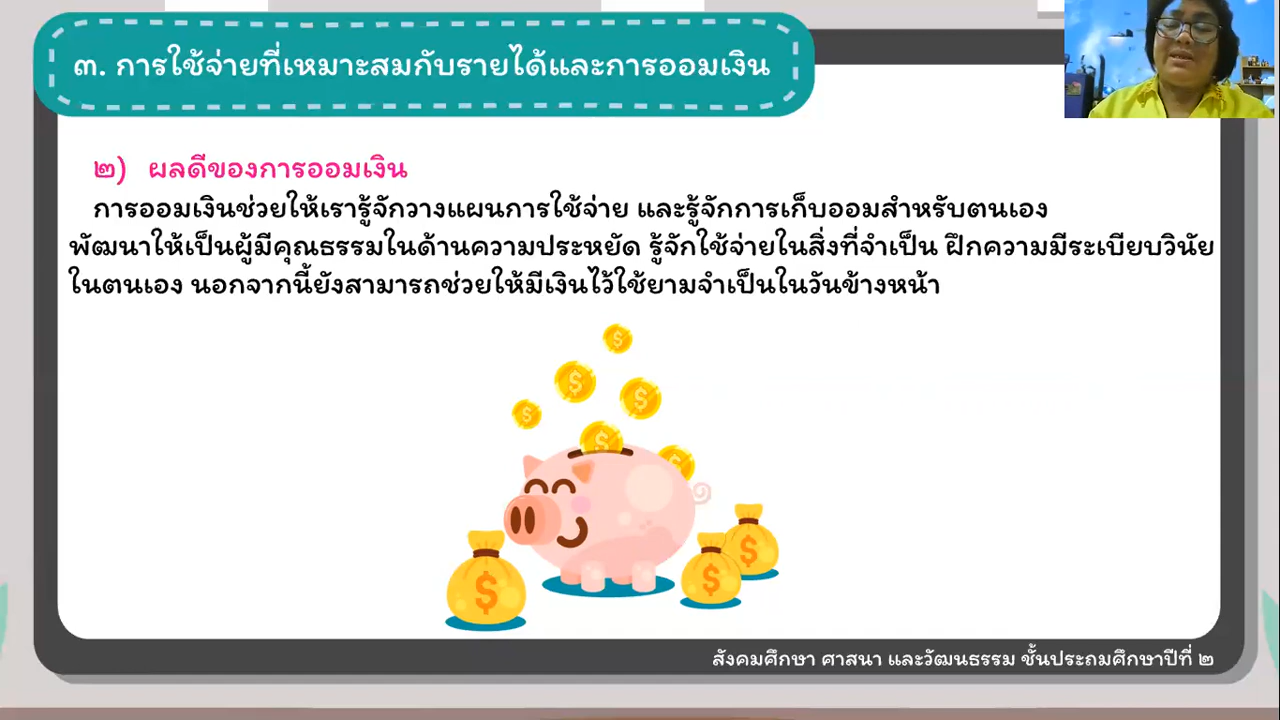 ๓. การใช้จ่ายที่เหมาะสมกับรายได้และการออมเงิน
๒) ผลดีของการออมเงิน
การออมเงินช่วยให้เรารู้จักวางแผนการใช้จ่าย และรู้จักการเก็บออมสำหรับตนเอง
พัฒนาให้เป็นผู้มีคุณธรรมในด้านความประหยัด รู้จักใช้จ่ายในสิ่งที่จำเป็น ฝึกความมีระเบียบวินัย
ในตนเอง นอกจากนี้ยังสามารถช่วยให้มีเงินไว้ใช้ยามจำเป็นในวันข้างหน้า
สังคมศึกษา ศาสนา และวัฒนธรรม ชั้นประถมศึกษาปีที่ ๒